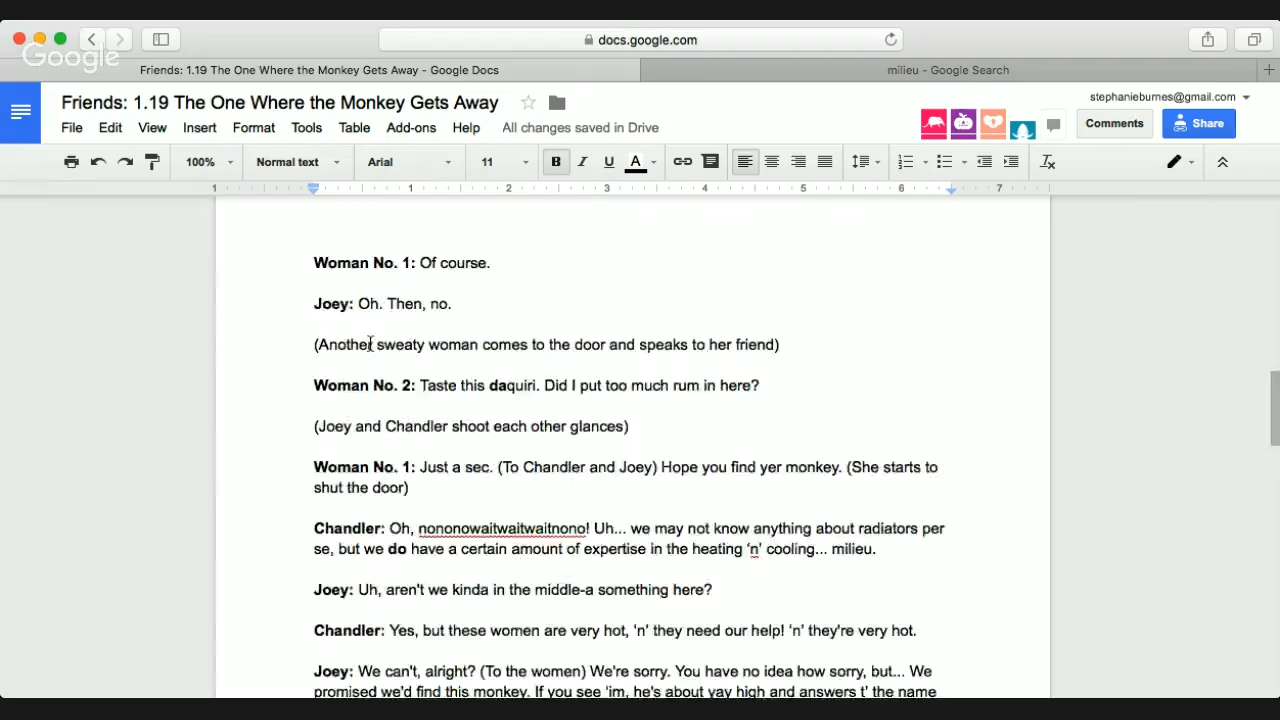 docs.google.com
Google
Friends: 1.19 The One Where the Monkey Gets Away - Google Docs
milieu - Google Search
Friends: 1.19 The One Where the Monkey Gets Away
stephanieburnes@gmail.com
File Edit View Insert Format Tools Table Add-ons Help All changes saved in Drive
Comments
Share
100% Normal text Arial 11 B I U A
1 1 2 3 4 5 6 7
Woman No. 1: Of course.
Joey: Oh. Then, no.
(Another sweaty woman comes to the door and speaks to her friend)
Woman No. 2: Taste this daquiri. Did I put too much rum in here?
(Joey and Chandler shoot each other glances)
Woman No. 1: Just a sec. (To Chandler and Joey) Hope you find yer monkey. (She starts to
shut the door)
Chandler: Oh, nononowaitwaitwaitnono! Uh... we may not know anything about radiators per
se, but we do have a certain amount of expertise in the heating ‘n’ cooling... milieu.
Joey: Uh, aren't we kinda in the middle-a something here?
Chandler: Yes, but these women are very hot, ‘n’ they need our help! ‘n’ they're very hot.
Joey: We can't, alright? (To the women) We're sorry. You have no idea how sorry, but... We
promised we'd find this monkey. If you see 'im, he's about yay high and answers t’ the name